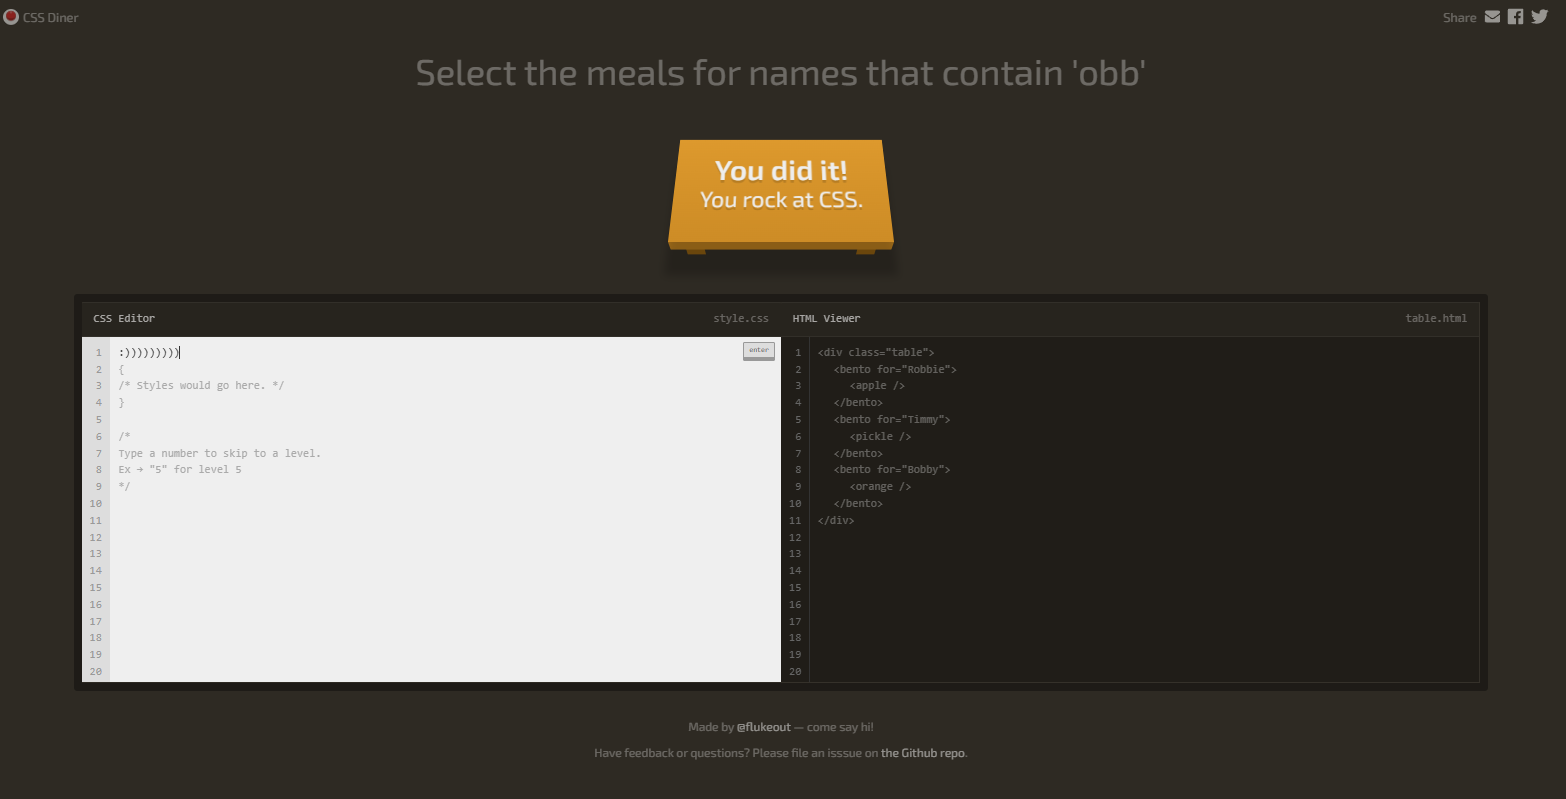 CSS Diner
Share
Select the meals for names that contain 'obb'
You did it!
You rock at CSS.
CSS Editor
style.css
HTML Viewer
table.html
1 :)))))))))
enter
2 {
3 /* Styles would go here. */
4 }
5
6 /*
7 Type a number to skip to a level.
8 Ex → "5" for level 5
9 */
10
11
12
13
14
15
16
17
18
19
20
1 <div class="table">
2 <bento for="Robbie">
3 <apple />
4 </bento>
5 <bento for="Timmy">
6 <pickle />
7 </bento>
8 <bento for="Bobby">
9 <orange />
10 </bento>
11 </div>
12
13
14
15
16
17
18
19
20
Made by @flukeout — come say hi!
Have feedback or questions? Please file an isssue on the Github repo.